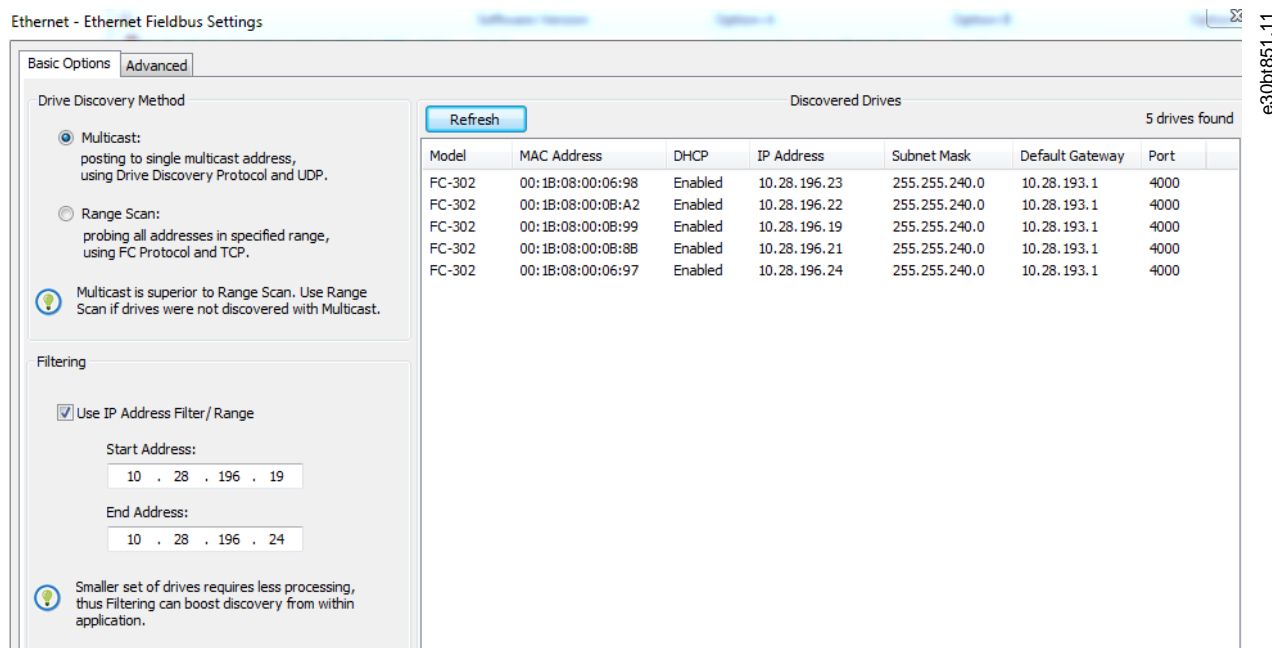 Ethernet - Ethernet Fieldbus Settings
Software Version Option A Option B
e30bt851.11
Basic Options Advanced
Drive Discovery Method
Multicast:
posting to single multicast address,
using Drive Discovery Protocol and UDP.
Range Scan:
probing all addresses in specified range,
using FC Protocol and TCP.
Multicast is superior to Range Scan. Use Range
Scan if drives were not discovered with Multicast.
Filtering
Use IP Address Filter/Range
Start Address:
10 . 28 . 196 . 19
End Address:
10 . 28 . 196 . 24
Smaller set of drives requires less processing,
thus Filtering can boost discovery from within
application.
Discovered Drives
Refresh 5 drives found
Model MAC Address DHCP IP Address Subnet Mask Default Gateway Port
FC-302 00:1B:08:00:06:98 Enabled 10.28.196.23 255.255.240.0 10.28.193.1 4000
FC-302 00:1B:08:00:0B:A2 Enabled 10.28.196.22 255.255.240.0 10.28.193.1 4000
FC-302 00:1B:08:00:0B:99 Enabled 10.28.196.19 255.255.240.0 10.28.193.1 4000
FC-302 00:1B:08:00:0B:8B Enabled 10.28.196.21 255.255.240.0 10.28.193.1 4000
FC-302 00:1B:08:00:06:97 Enabled 10.28.196.24 255.255.240.0 10.28.193.1 4000